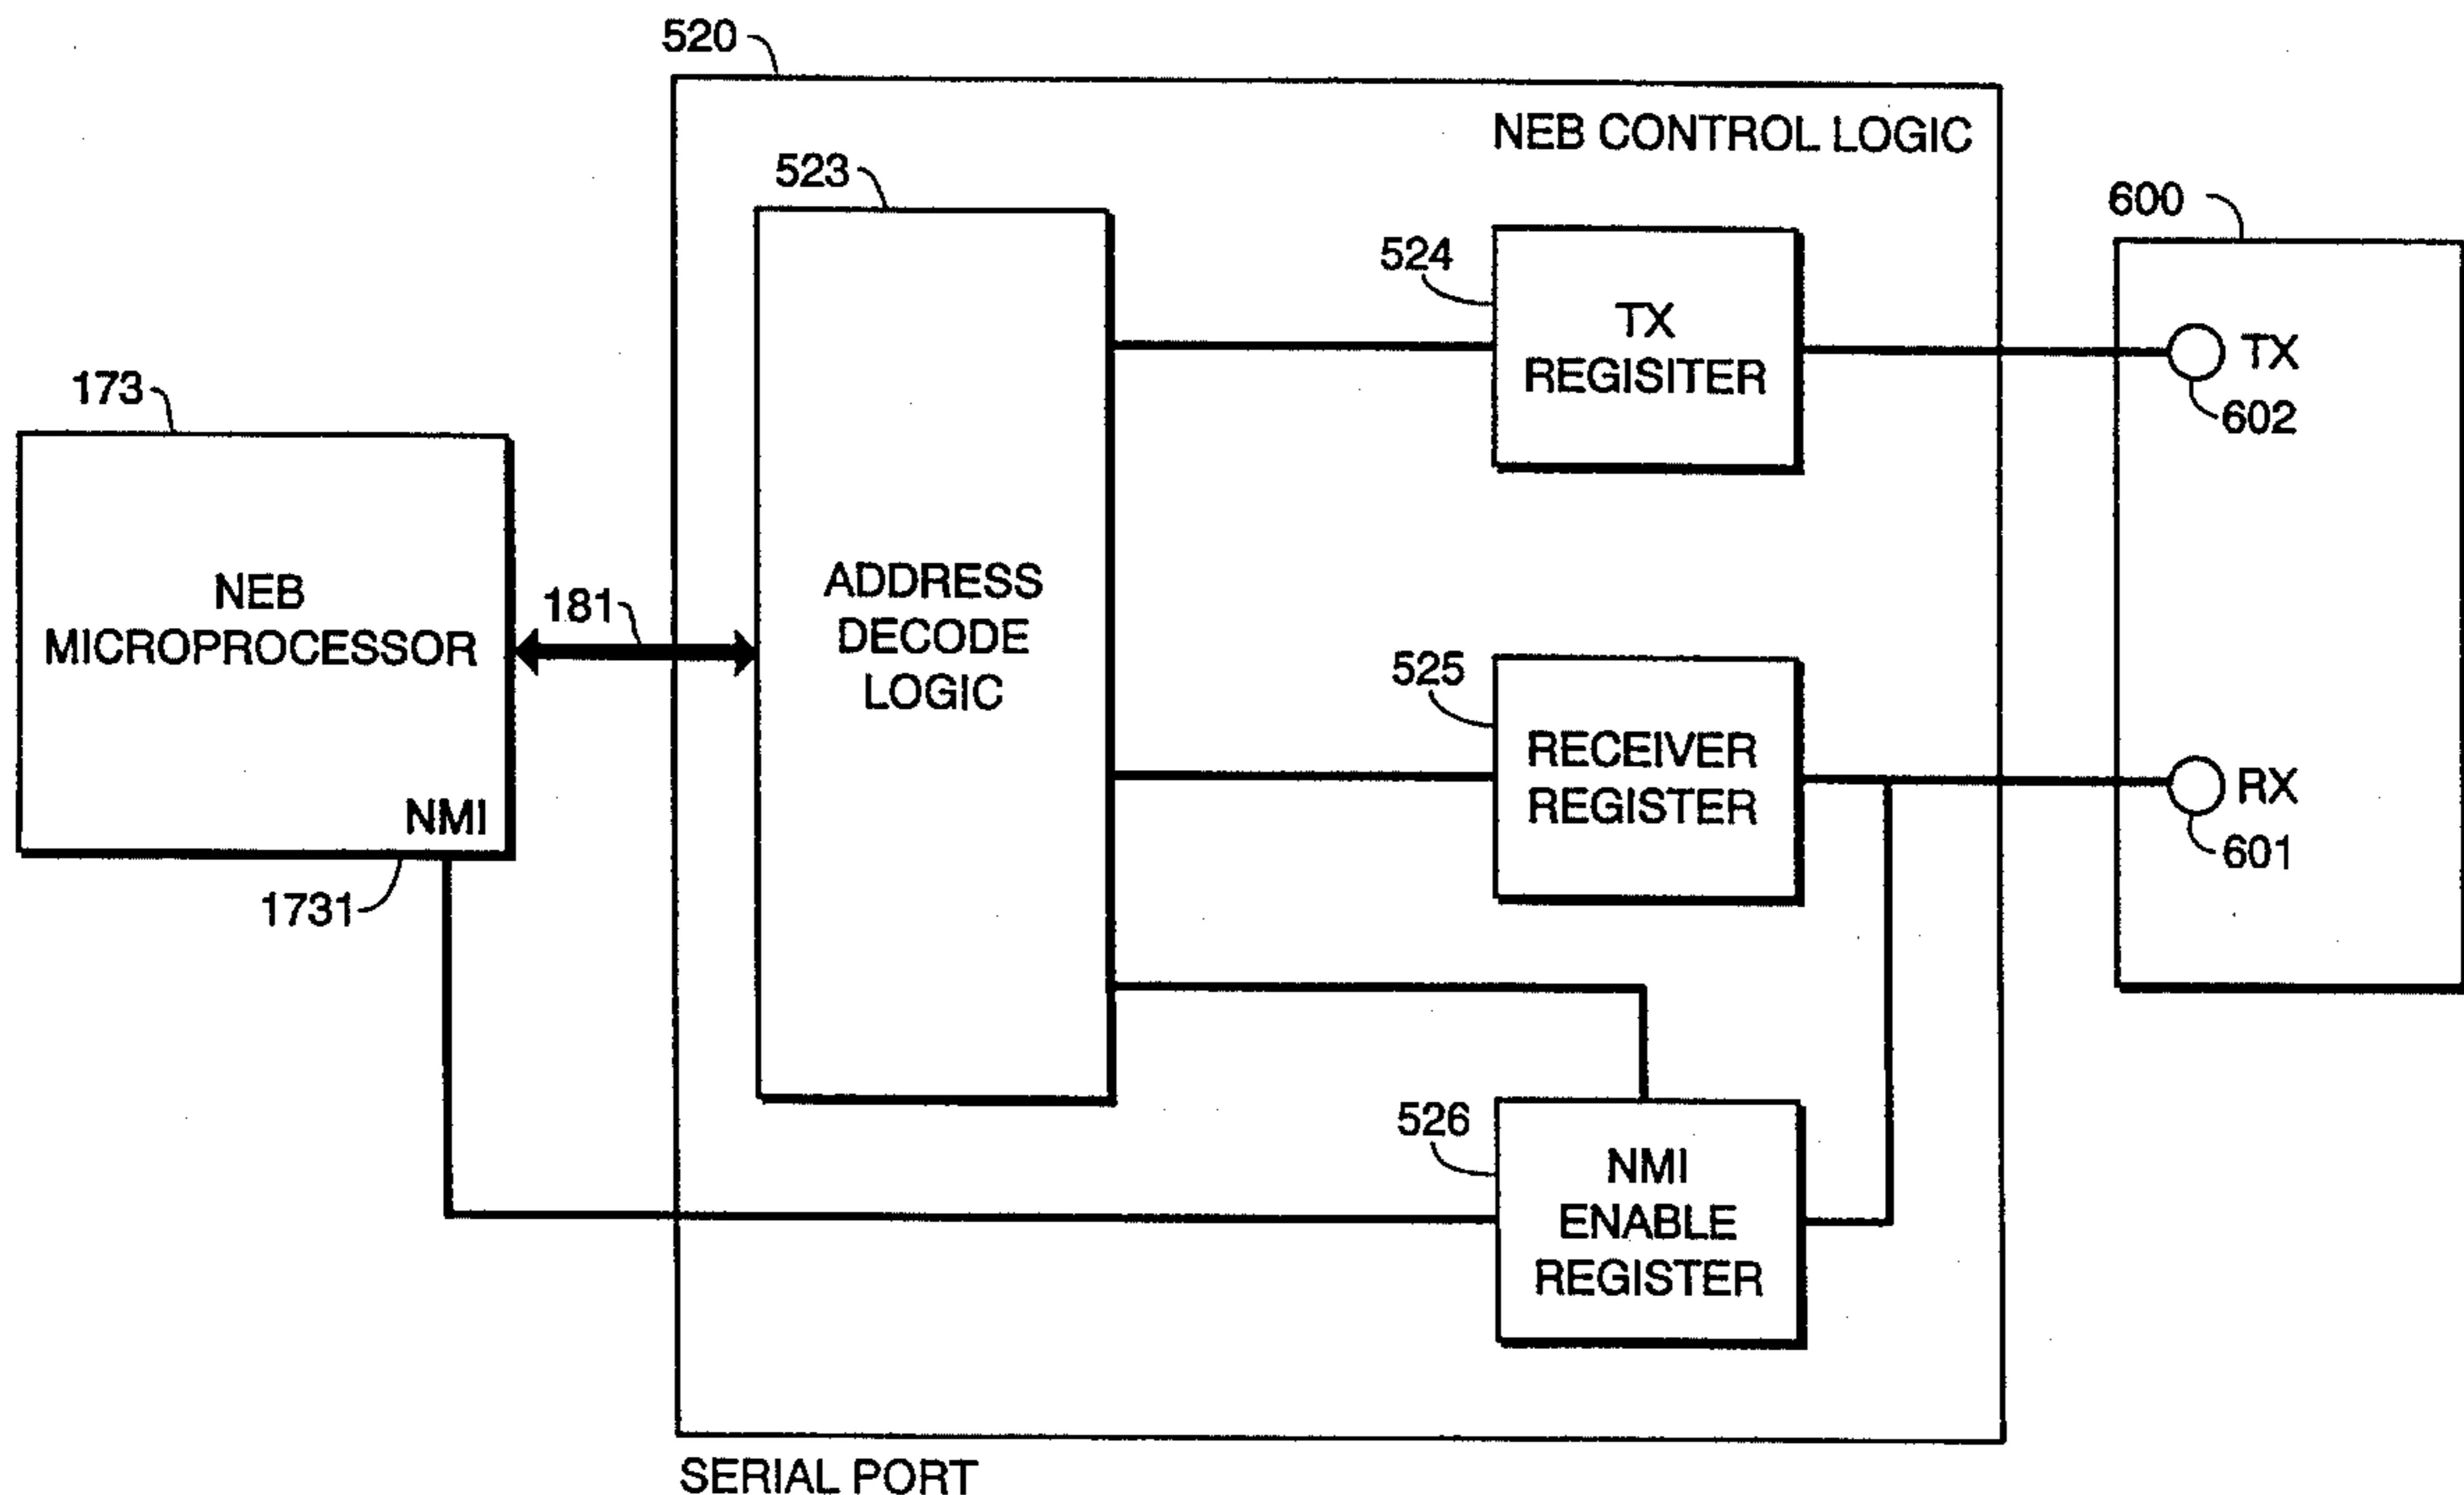 520
NEB CONTROL LOGIC
523
600
524
TX
REGISITER
TX
602
173
NEB
MICROPROCESSOR
NMI
1731
181
ADDRESS
DECODE
LOGIC
525
RECEIVER
REGISTER
RX
601
526
NMI
ENABLE
REGISTER
SERIAL PORT